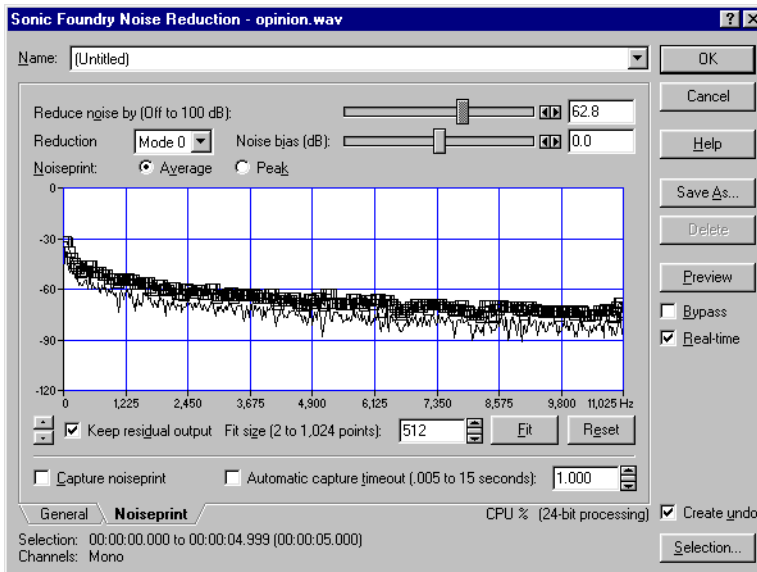 Sonic Foundry Noise Reduction - opinion.wav
Name: (Untitled)
OK
Cancel
Help
Save As...
Delete
Preview
Bypass
Real-time
Reduce noise by (Off to 100 dB): 62.8
Reduction Mode 0 Noise bias (dB): 0.0
Noiseprint: Average Peak
0
-30
-60
-90
-120
0 1,225 2,450 3,675 4,900 6,125 7,350 8,575 9,800 11,025 Hz
Keep residual output Fit size (2 to 1,024 points): 512 Fit Reset
Capture noiseprint Automatic capture timeout (.005 to 15 seconds): 1.000
General Noiseprint CPU % (24-bit processing)
Create undo
Selection: 00:00:00.000 to 00:00:04.999 (00:00:05.000)
Channels: Mono
Selection...